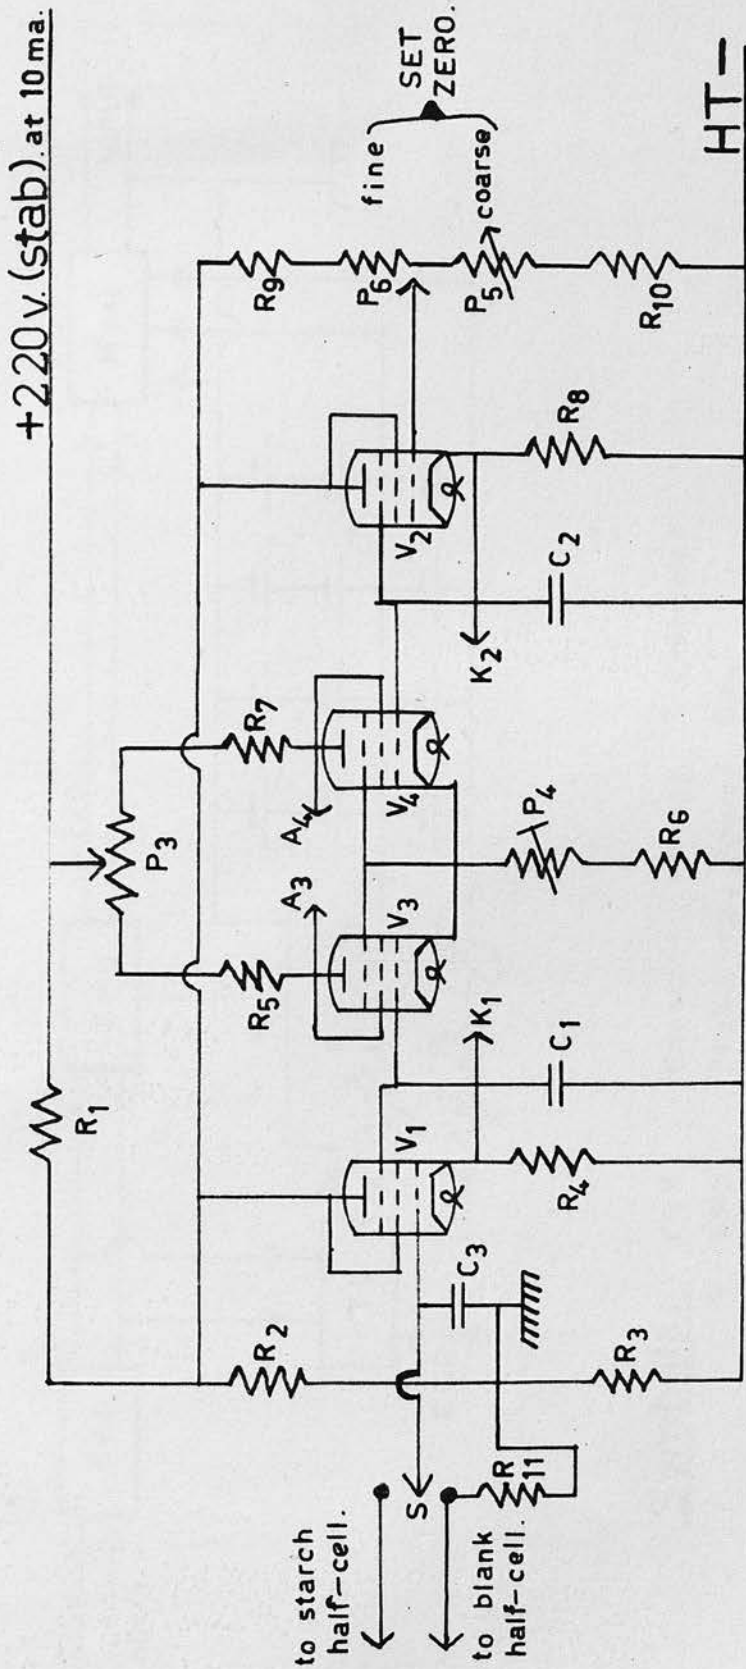 +220 v. (stab). at 10 ma.
R1
P3
R5
R7
A3
A4
R2
V1
V3
V4
V2
R9
P6
fine
SET
ZERO.
P5
coarse
R10
to starch
half-cell.
S
C3
K1
P4
K2
R8
to blank
half-cell.
R
11
R3
R4
C1
R6
C2
HT-